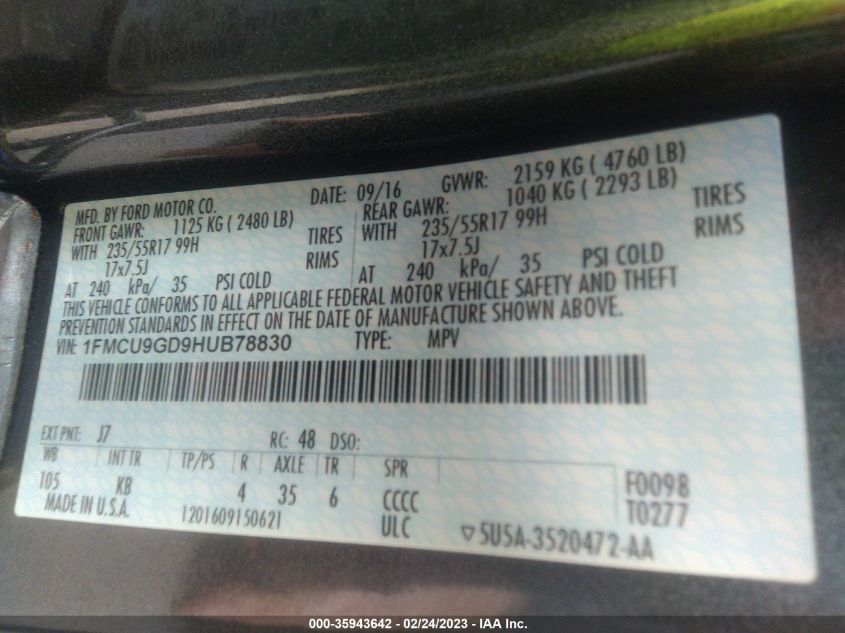 MFD. BY FORD MOTOR CO. DATE: 09/16 GVWR: 2159 KG ( 4760 LB)
FRONT GAWR: 1125 KG ( 2480 LB) REAR GAWR: 1040 KG ( 2293 LB)
WITH 235/55R17 99H TIRES WITH 235/55R17 99H TIRES
17x7.5J RIMS 17x7.5J RIMS
AT 240 kPa/ 35 PSI COLD AT 240 kPa/ 35 PSI COLD
THIS VEHICLE CONFORMS TO ALL APPLICABLE FEDERAL MOTOR VEHICLE SAFETY AND THEFT
PREVENTION STANDARDS IN EFFECT ON THE DATE OF MANUFACTURE SHOWN ABOVE.
VIN: 1FMCU9GD9HUB78830 TYPE: MPV
EXT PNT: J7 RC: 48 DSO:
WB INT TR TP/PS R AXLE TR SPR F0098
105 KB 4 35 6 CCCC T0277
MADE IN U.S.A. 1201609150621 ULC ▽5U5A-3520472-AA
000-35943642 - 02/24/2023 - IAA Inc.